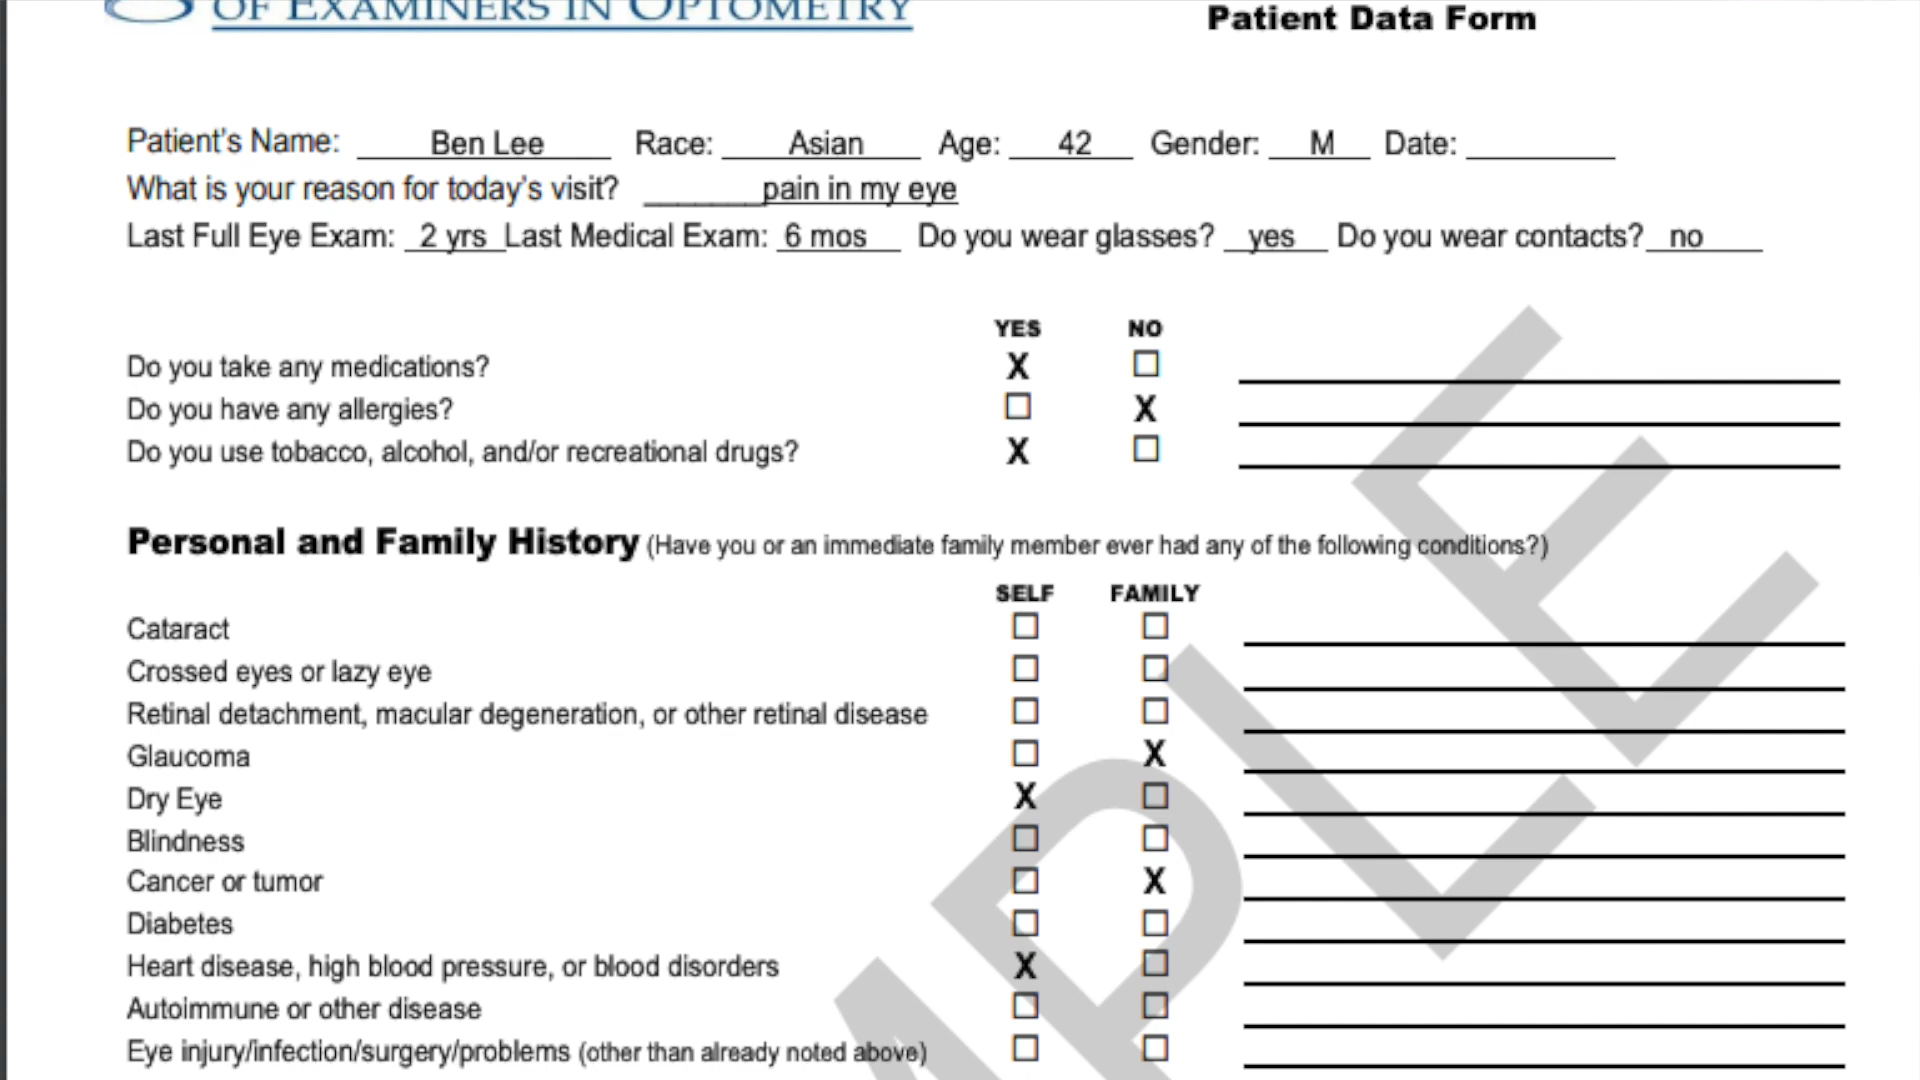 OF EXAMINERS IN OPTOMETRY
Patient Data Form
Patient's Name: Ben Lee Race: Asian Age: 42 Gender: M Date:
What is your reason for today's visit? pain in my eye
Last Full Eye Exam: 2 yrs Last Medical Exam: 6 mos Do you wear glasses? yes Do you wear contacts? no
YES NO
Do you take any medications? X ☐
Do you have any allergies? ☐ X
Do you use tobacco, alcohol, and/or recreational drugs? X ☐
Personal and Family History (Have you or an immediate family member ever had any of the following conditions?)
SELF FAMILY
Cataract ☐ ☐
Crossed eyes or lazy eye ☐ ☐
Retinal detachment, macular degeneration, or other retinal disease ☐ ☐
Glaucoma ☐ X
Dry Eye X ☐
Blindness ☐ ☐
Cancer or tumor ☐ X
Diabetes ☐ ☐
Heart disease, high blood pressure, or blood disorders X ☐
Autoimmune or other disease ☐ ☐
Eye injury/infection/surgery/problems (other than already noted above) ☐ ☐
MPLE